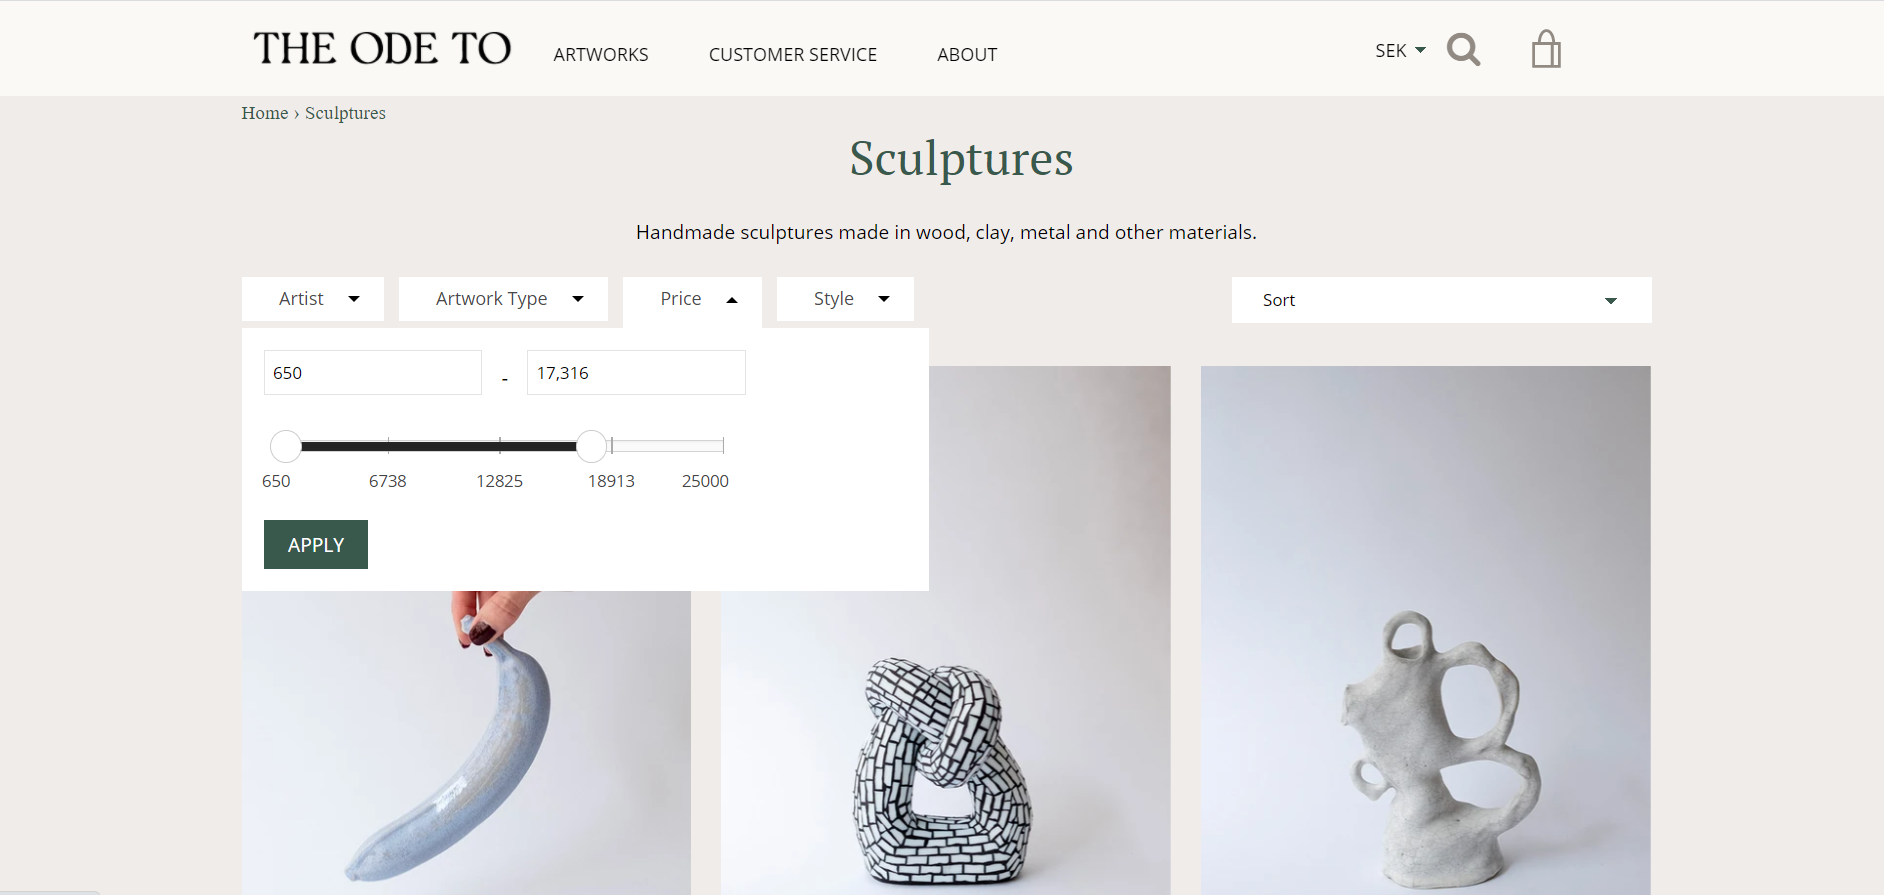 THE ODE TO
ARTWORKS
CUSTOMER SERVICE
ABOUT
SEK
Home › Sculptures
Sculptures
Handmade sculptures made in wood, clay, metal and other materials.
Artist
Artwork Type
Price
Style
Sort
650 - 17,316
650 6738 12825 18913 25000
APPLY